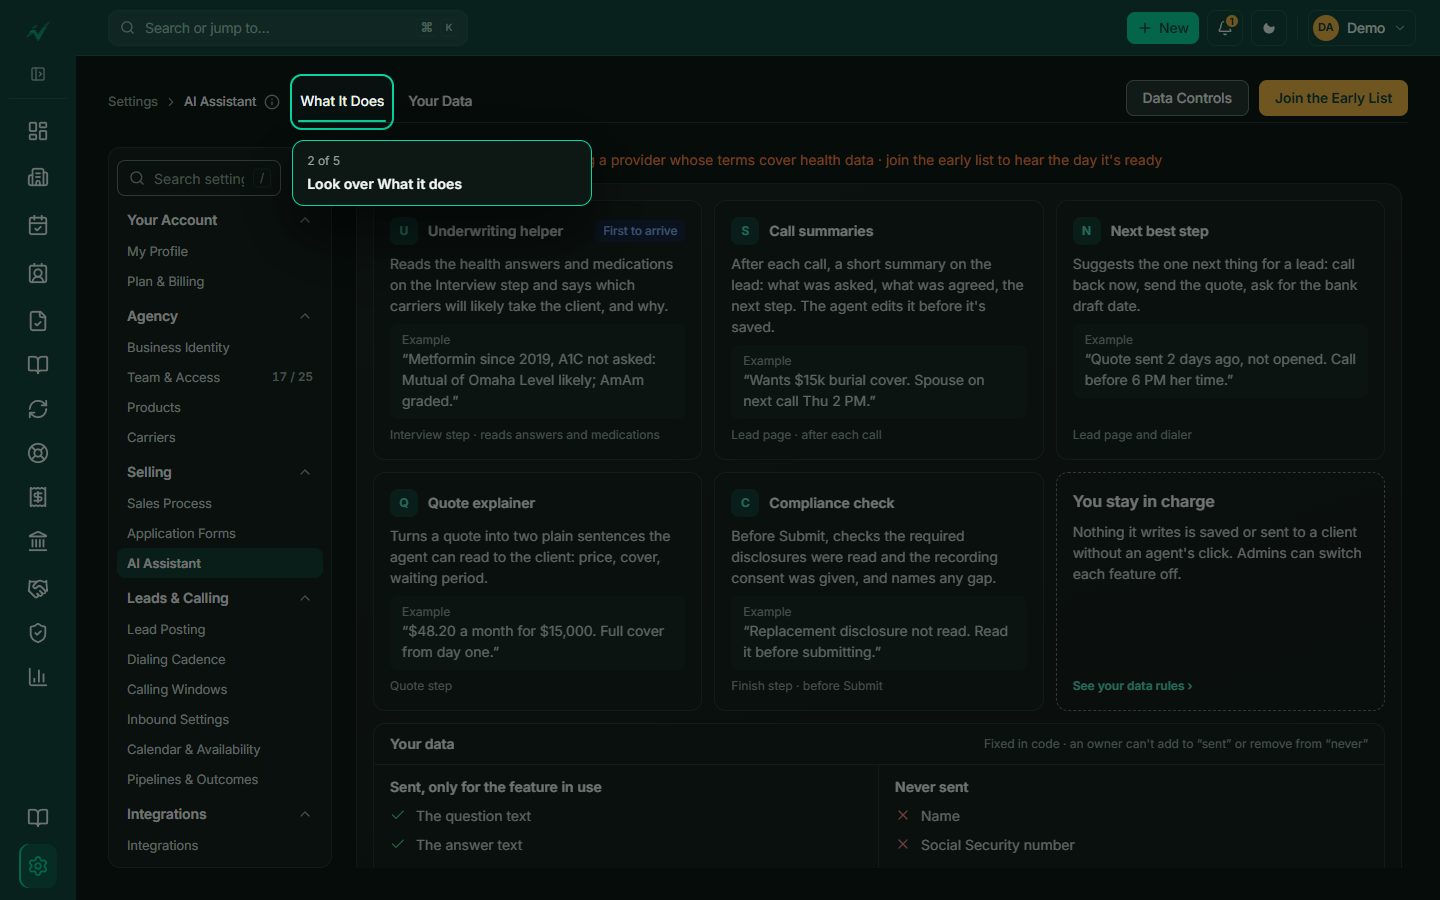 Search or jump to...
⌘ K
New
1
DA
Demo
Settings
AI Assistant
What It Does
Your Data
Data Controls
Join the Early List
2 of 5
Look over What it does
a provider whose terms cover health data · join the early list to hear the day it's ready
Search setting
/
Your Account
My Profile
Plan & Billing
Agency
Business Identity
Team & Access
17 / 25
Products
Carriers
Selling
Sales Process
Application Forms
AI Assistant
Leads & Calling
Lead Posting
Dialing Cadence
Calling Windows
Inbound Settings
Calendar & Availability
Pipelines & Outcomes
Integrations
Integrations
U
Underwriting helper
First to arrive
Reads the health answers and medications
on the Interview step and says which
carriers will likely take the client, and why.
Example
“Metformin since 2019, A1C not asked:
Mutual of Omaha Level likely; AmAm
graded.”
Interview step · reads answers and medications
S
Call summaries
After each call, a short summary on the
lead: what was asked, what was agreed, the
next step. The agent edits it before it's
saved.
Example
“Wants $15k burial cover. Spouse on
next call Thu 2 PM.”
Lead page · after each call
N
Next best step
Suggests the one next thing for a lead: call
back now, send the quote, ask for the bank
draft date.
Example
“Quote sent 2 days ago, not opened. Call
before 6 PM her time.”
Lead page and dialer
Q
Quote explainer
Turns a quote into two plain sentences the
agent can read to the client: price, cover,
waiting period.
Example
“$48.20 a month for $15,000. Full cover
from day one.”
Quote step
C
Compliance check
Before Submit, checks the required
disclosures were read and the recording
consent was given, and names any gap.
Example
“Replacement disclosure not read. Read
it before submitting.”
Finish step · before Submit
You stay in charge
Nothing it writes is saved or sent to a client
without an agent's click. Admins can switch
each feature off.
See your data rules ›
Your data
Fixed in code · an owner can't add to “sent” or remove from “never”
Sent, only for the feature in use
The question text
The answer text
Never sent
Name
Social Security number